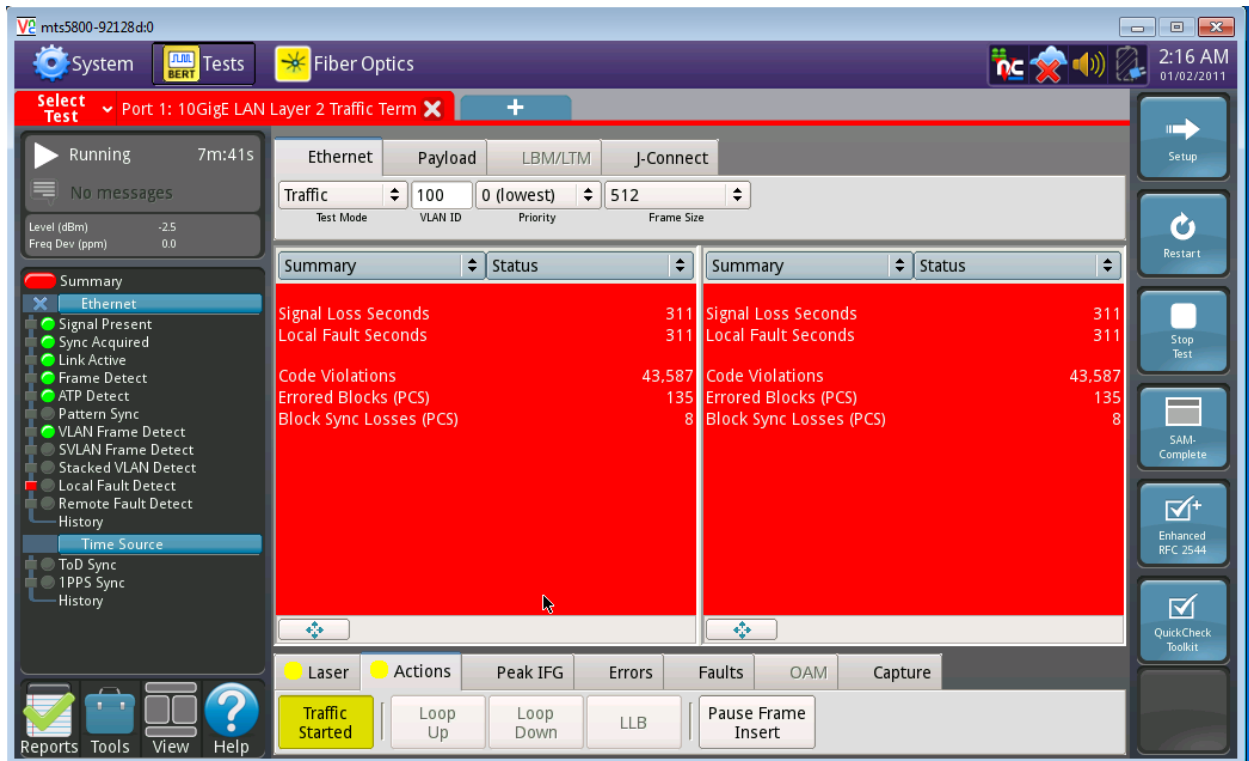 mts5800-92128d:0
System
BERT Tests
Fiber Optics
2:16 AM
01/02/2011
Select Test
Port 1: 10GigE LAN Layer 2 Traffic Term
+
Running 7m:41s
No messages
Level (dBm) -2.5
Freq Dev (ppm) 0.0
Summary
Ethernet
Signal Present
Sync Acquired
Link Active
Frame Detect
ATP Detect
Pattern Sync
VLAN Frame Detect
SVLAN Frame Detect
Stacked VLAN Detect
Local Fault Detect
Remote Fault Detect
History
Time Source
ToD Sync
1PPS Sync
History
Reports Tools View Help
Ethernet Payload LBM/LTM J-Connect
Traffic 100 0 (lowest) 512
Test Mode VLAN ID Priority Frame Size
Summary Status
Signal Loss Seconds 311
Local Fault Seconds 311
Code Violations 43,587
Errored Blocks (PCS) 135
Block Sync Losses (PCS) 8
Summary Status
Signal Loss Seconds 311
Local Fault Seconds 311
Code Violations 43,587
Errored Blocks (PCS) 135
Block Sync Losses (PCS) 8
Laser Actions Peak IFG Errors Faults OAM Capture
Traffic
Started
Loop
Up
Loop
Down
LLB
Pause Frame
Insert
Setup
Restart
Stop
Test
SAM-
Complete
Enhanced
RFC 2544
QuickCheck
Toolkit